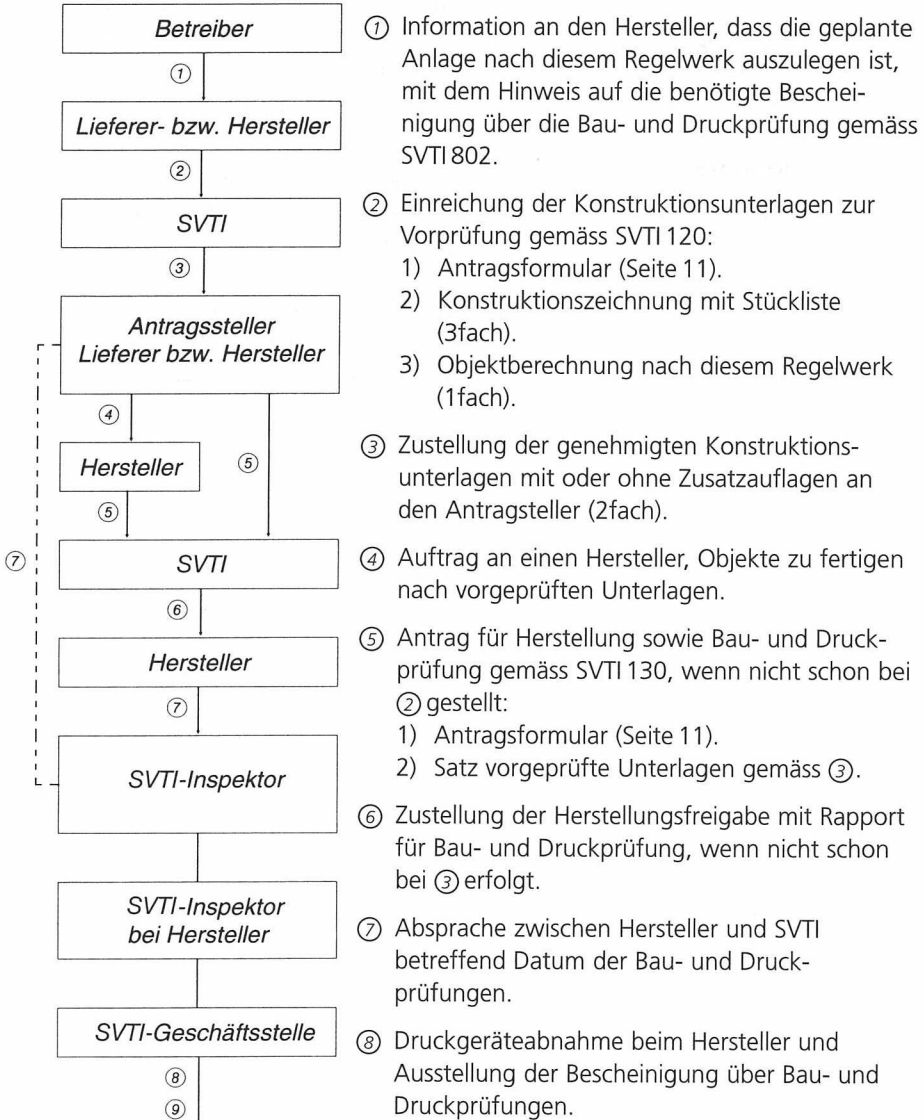 Betreiber
①
Lieferer- bzw. Hersteller
②
SVTI
③
Antragssteller
Lieferer bzw. Hersteller
④
Hersteller
⑤
⑤
⑦
SVTI
⑥
Hersteller
⑦
SVTI-Inspektor
SVTI-Inspektor
bei Hersteller
SVTI-Geschäftsstelle
⑧
⑨
① Information an den Hersteller, dass die geplante
Anlage nach diesem Regelwerk auszulegen ist,
mit dem Hinweis auf die benötigte Beschei-
nigung über die Bau- und Druckprüfung gemäss
SVTI 802.
② Einreichung der Konstruktionsunterlagen zur
Vorprüfung gemäss SVTI 120:
1) Antragsformular (Seite 11).
2) Konstruktionszeichnung mit Stückliste
(3fach).
3) Objektberechnung nach diesem Regelwerk
(1fach).
③ Zustellung der genehmigten Konstruktions-
unterlagen mit oder ohne Zusatzauflagen an
den Antragsteller (2fach).
④ Auftrag an einen Hersteller, Objekte zu fertigen
nach vorgeprüften Unterlagen.
⑤ Antrag für Herstellung sowie Bau- und Druck-
prüfung gemäss SVTI 130, wenn nicht schon bei
② gestellt:
1) Antragsformular (Seite 11).
2) Satz vorgeprüfte Unterlagen gemäss ③.
⑥ Zustellung der Herstellungsfreigabe mit Rapport
für Bau- und Druckprüfung, wenn nicht schon
bei ③ erfolgt.
⑦ Absprache zwischen Hersteller und SVTI
betreffend Datum der Bau- und Druck-
prüfungen.
⑧ Druckgeräteabnahme beim Hersteller und
Ausstellung der Bescheinigung über Bau- und
Druckprüfungen.